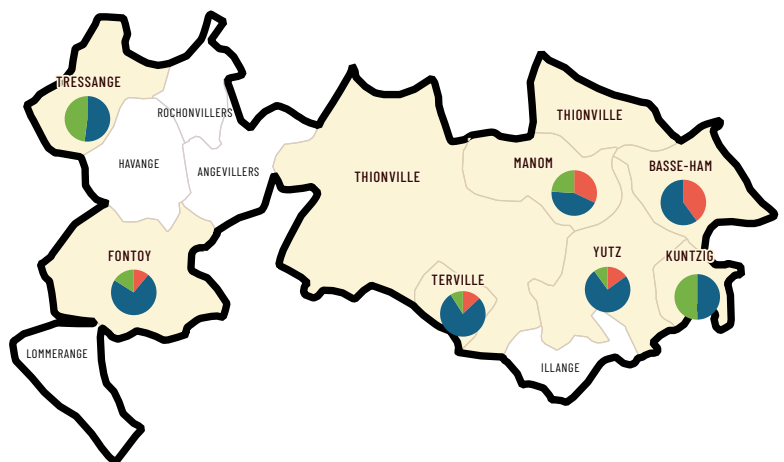 TRESSANGE
ROCHONVILLERS
THIONVILLE
HAVANGE
ANGEVILLERS
THIONVILLE
MANOM
BASSE-HAM
FONTOY
TERVILLE
YUTZ
KUNTZIG
LOMMERANGE
ILLANGE